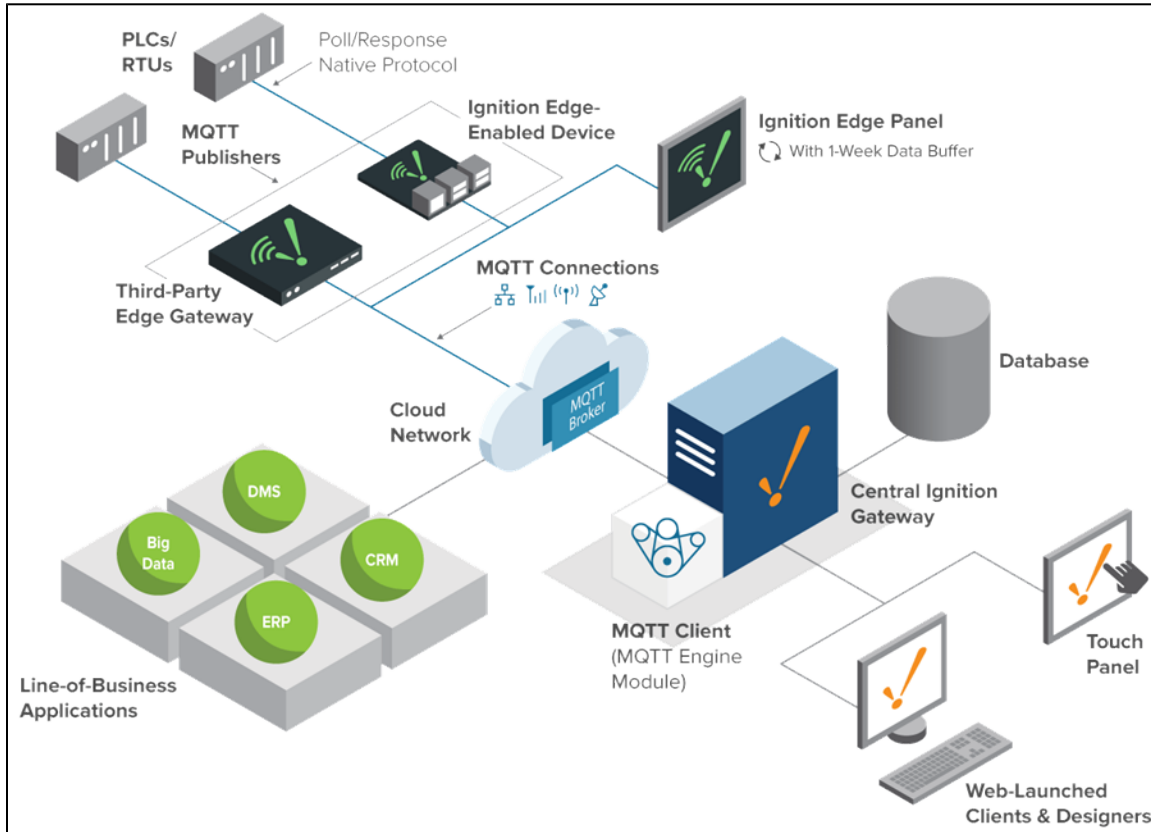 PLCs/
RTUs
Poll/Response
Native Protocol
MQTT
Publishers
Ignition Edge-
Enabled Device
Ignition Edge Panel
With 1-Week Data Buffer
Third-Party
Edge Gateway
MQTT Connections
Database
Cloud
Network
MQTT
Broker
Central Ignition
Gateway
DMS
Big
Data
CRM
ERP
Line-of-Business
Applications
MQTT Client
(MQTT Engine
Module)
Touch
Panel
Web-Launched
Clients & Designers